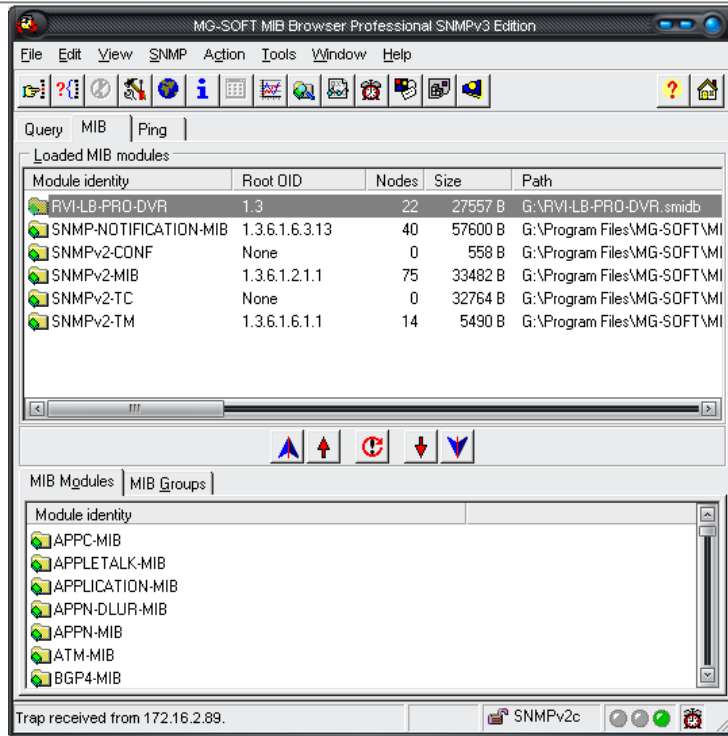 MG-SOFT MIB Browser Professional SNMPv3 Edition
File Edit View SNMP Action Tools Window Help
Query MIB Ping
Loaded MIB modules
Module identity Root OID Nodes Size Path
RVI-LB-PRO-DVR 1.3 22 27557 B G:\RVI-LB-PRO-DVR.smidb
SNMP-NOTIFICATION-MIB 1.3.6.1.6.3.13 40 57600 B G:\Program Files\MG-SOFT\MI
SNMPv2-CONF None 0 558 B G:\Program Files\MG-SOFT\MI
SNMPv2-MIB 1.3.6.1.2.1.1 75 33482 B G:\Program Files\MG-SOFT\MI
SNMPv2-TC None 0 32764 B G:\Program Files\MG-SOFT\MI
SNMPv2-TM 1.3.6.1.6.1.1 14 5490 B G:\Program Files\MG-SOFT\MI
MIB Modules MIB Groups
Module identity
APPC-MIB
APPLETALK-MIB
APPLICATION-MIB
APPN-DLUR-MIB
APPN-MIB
ATM-MIB
BGP4-MIB
Trap received from 172.16.2.89. SNMPv2c